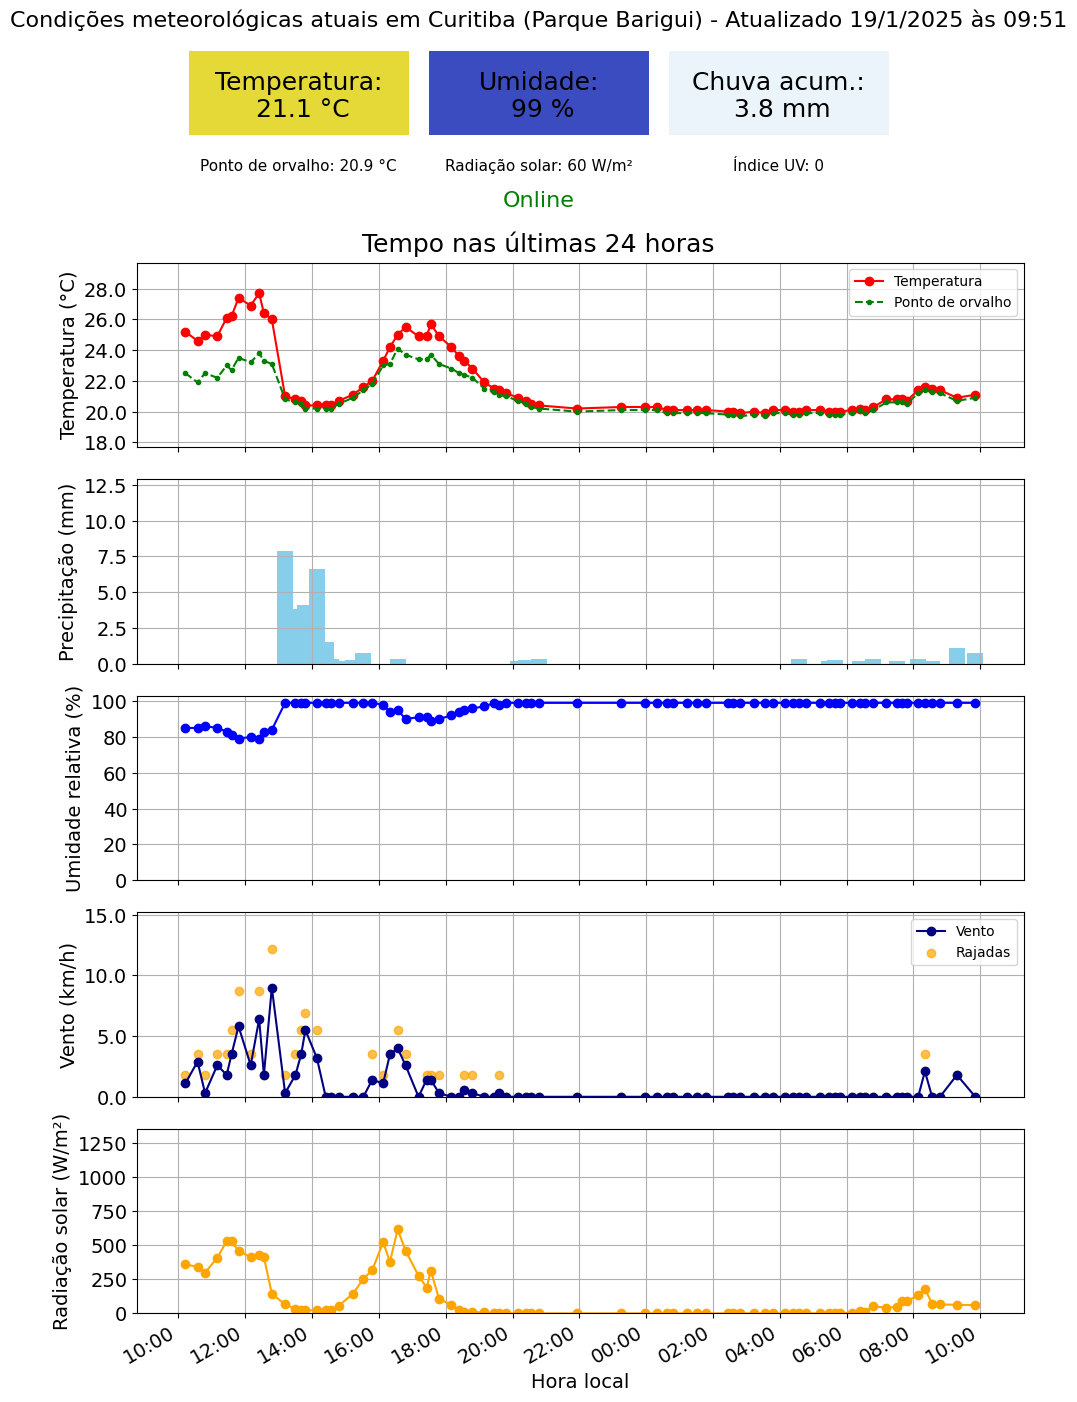 Condições meteorológicas atuais em Curitiba (Parque Barigui) - Atualizado 19/1/2025 às 09:51
Temperatura:
21.1 °C
Umidade:
99 %
Chuva acum.:
3.8 mm
Ponto de orvalho: 20.9 °C
Radiação solar: 60 W/m²
Índice UV: 0
Online
Tempo nas últimas 24 horas
Temperatura (°C)
28.0
26.0
24.0
22.0
20.0
18.0
Temperatura
Ponto de orvalho
Precipitação (mm)
12.5
10.0
7.5
5.0
2.5
0.0
Umidade relativa (%)
100
80
60
40
20
0
Vento (km/h)
15.0
10.0
5.0
0.0
Vento
Rajadas
Radiação solar (W/m²)
1250
1000
750
500
250
0
10:00
12:00
14:00
16:00
18:00
20:00
22:00
00:00
02:00
04:00
06:00
08:00
10:00
Hora local